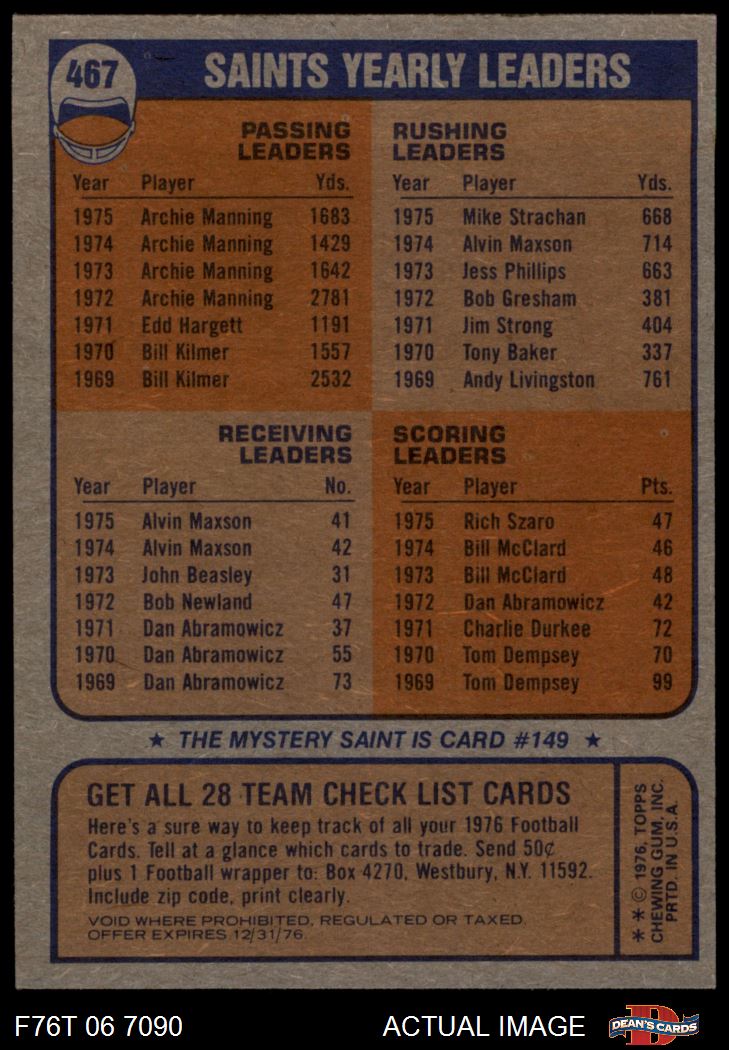 467
SAINTS YEARLY LEADERS
PASSING
LEADERS
Year Player Yds.
1975 Archie Manning 1683
1974 Archie Manning 1429
1973 Archie Manning 1642
1972 Archie Manning 2781
1971 Edd Hargett 1191
1970 Bill Kilmer 1557
1969 Bill Kilmer 2532
RUSHING
LEADERS
Year Player Yds.
1975 Mike Strachan 668
1974 Alvin Maxson 714
1973 Jess Phillips 663
1972 Bob Gresham 381
1971 Jim Strong 404
1970 Tony Baker 337
1969 Andy Livingston 761
RECEIVING
LEADERS
Year Player No.
1975 Alvin Maxson 41
1974 Alvin Maxson 42
1973 John Beasley 31
1972 Bob Newland 47
1971 Dan Abramowicz 37
1970 Dan Abramowicz 55
1969 Dan Abramowicz 73
SCORING
LEADERS
Year Player Pts.
1975 Rich Szaro 47
1974 Bill McClard 46
1973 Bill McClard 48
1972 Dan Abramowicz 42
1971 Charlie Durkee 72
1970 Tom Dempsey 70
1969 Tom Dempsey 99
★ THE MYSTERY SAINT IS CARD #149 ★
GET ALL 28 TEAM CHECK LIST CARDS
Here's a sure way to keep track of all your 1976 Football
Cards. Tell at a glance which cards to trade. Send 50¢
plus 1 Football wrapper to: Box 4270, Westbury, N.Y. 11592.
Include zip code, print clearly.
VOID WHERE PROHIBITED, REGULATED OR TAXED.
OFFER EXPIRES 12/31/76.
** © 1976, TOPPS
CHEWING GUM, INC.
PRTD. IN U.S.A.
F76T 06 7090
ACTUAL IMAGE
D
DEAN'S CARDS